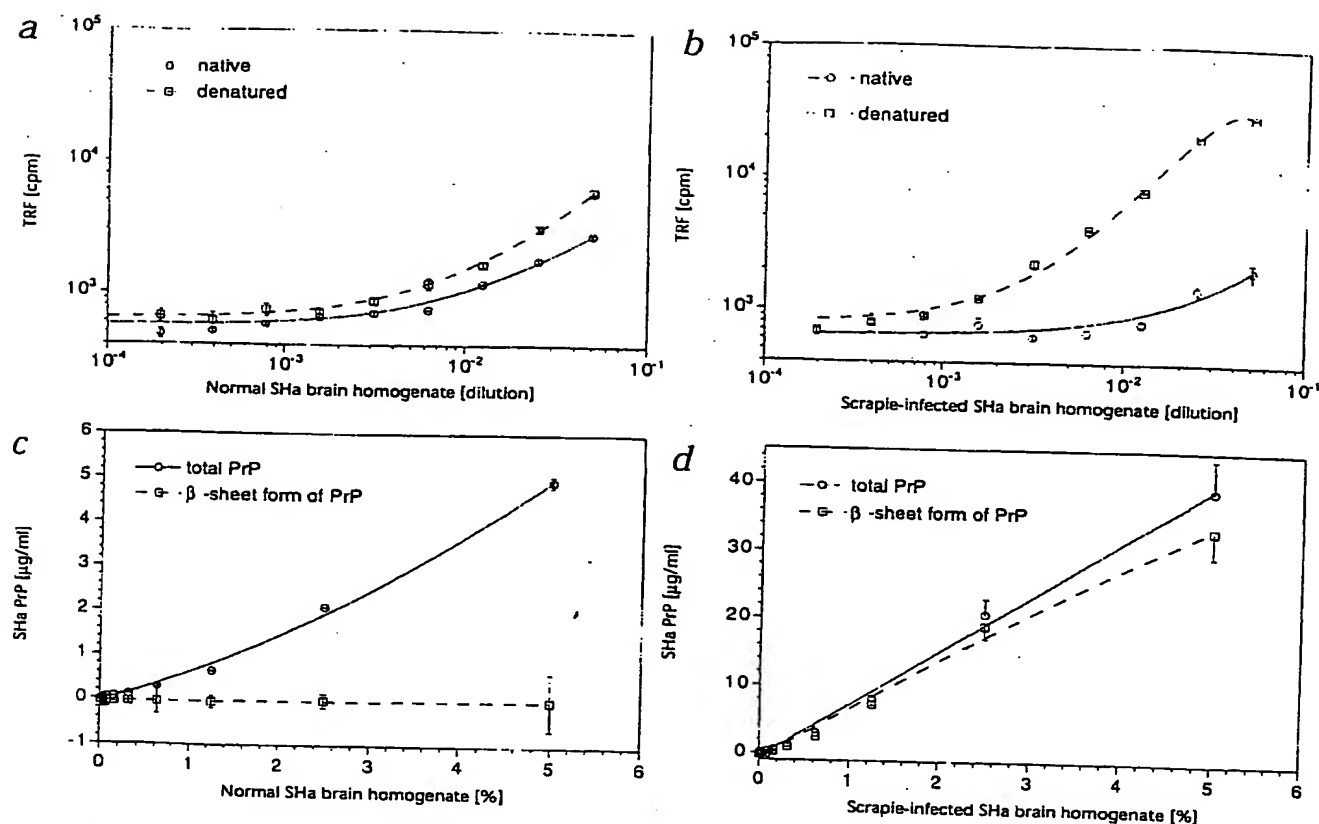 a
10^5
10^4
10^3
TRF [cpm]
native
denatured
10^-4
10^-3
10^-2
10^-1
Normal SHa brain homogenate [dilution]
b
10^5
10^4
10^3
TRF [cpm]
native
denatured
10^-4
10^-3
10^-2
10^-1
Scrapie-infected SHa brain homogenate [dilution]
c
6
5
4
3
2
1
0
-1
SHa PrP [µg/ml]
total PrP
β -sheet form of PrP
0
1
2
3
4
5
6
Normal SHa brain homogenate [%]
d
40
30
20
10
0
SHa PrP [µg/ml]
total PrP
β -sheet form of PrP
0
1
2
3
4
5
6
Scrapie-infected SHa brain homogenate [%]